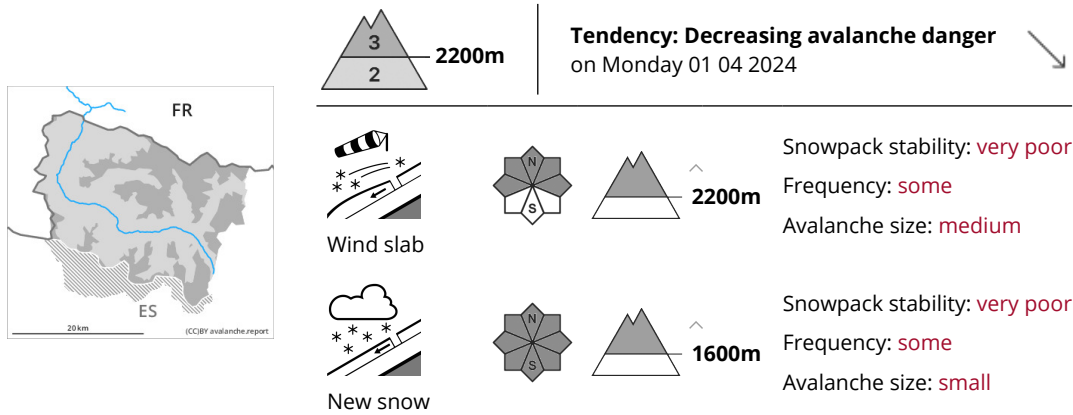 3
2
2200m
Tendency: Decreasing avalanche danger
on Monday 01 04 2024
FR
ES
20 km
(CC)BY avalanche.report
N
S
2200m
Wind slab
Snowpack stability: very poor
Frequency: some
Avalanche size: medium
N
S
1600m
New snow
Snowpack stability: very poor
Frequency: some
Avalanche size: small